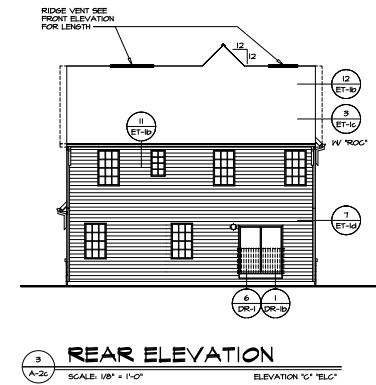 RIDGE VENT SEE
FRONT ELEVATION
FOR LENGTH
12
12
12
ET-1b
3
ET-1c
W/ "ROC"
11
ET-1b
7
ET-1d
6
DR-1
1
DR-1b
3
A-2c
REAR ELEVATION
SCALE: 1/8" = 1'-0"
ELEVATION "C" "ELC"